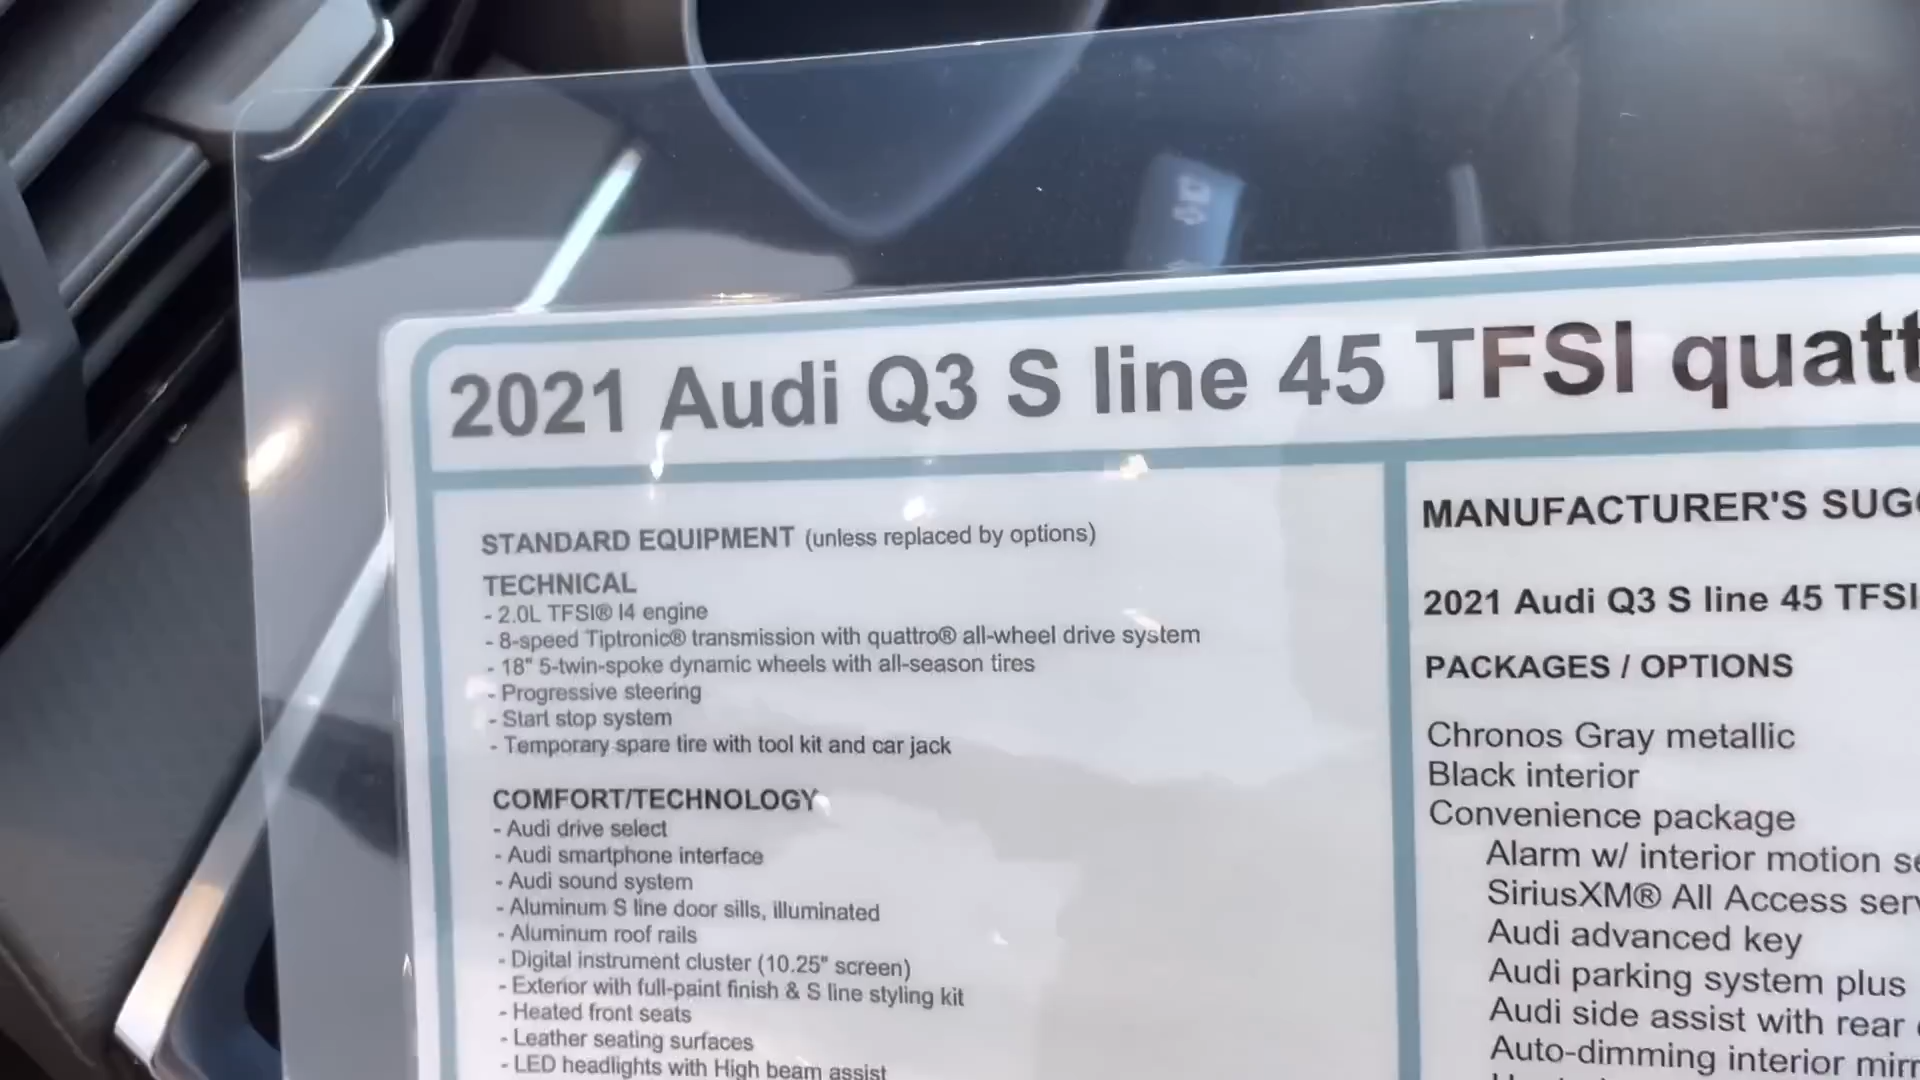 2021 Audi Q3 S line 45 TFSI quatt
STANDARD EQUIPMENT (unless replaced by options)
TECHNICAL
- 2.0L TFSI® I4 engine
- 8-speed Tiptronic® transmission with quattro® all-wheel drive system
- 18" 5-twin-spoke dynamic wheels with all-season tires
- Progressive steering
- Start stop system
- Temporary spare tire with tool kit and car jack
COMFORT/TECHNOLOGY
- Audi drive select
- Audi smartphone interface
- Audi sound system
- Aluminum S line door sills, illuminated
- Aluminum roof rails
- Digital instrument cluster (10.25" screen)
- Exterior with full-paint finish & S line styling kit
- Heated front seats
- Leather seating surfaces
- LED headlights with High beam assist
MANUFACTURER'S SUGG
2021 Audi Q3 S line 45 TFSI
PACKAGES / OPTIONS
Chronos Gray metallic
Black interior
Convenience package
Alarm w/ interior motion se
SiriusXM® All Access serv
Audi advanced key
Audi parking system plus
Audi side assist with rear
Auto-dimming interior mirr